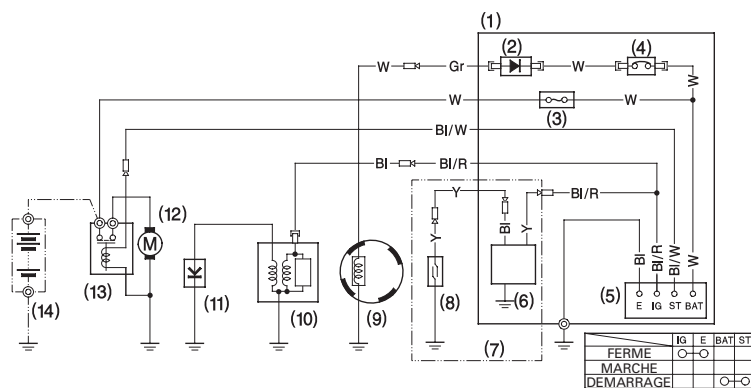 (1)
(2)
(4)
W
Gr
W
W
W
W
(3)
Bl/W
Bl
Bl/R
Y
Bl/R
(12)
Y
Bl
Y
Bl
Bl/R
Bl/W
W
M
(13)
(14)
(11)
(10)
(9)
(8)
(6)
(5)
E IG ST BAT
(7)
IG E BAT ST
FERME
MARCHE
DEMARRAGE